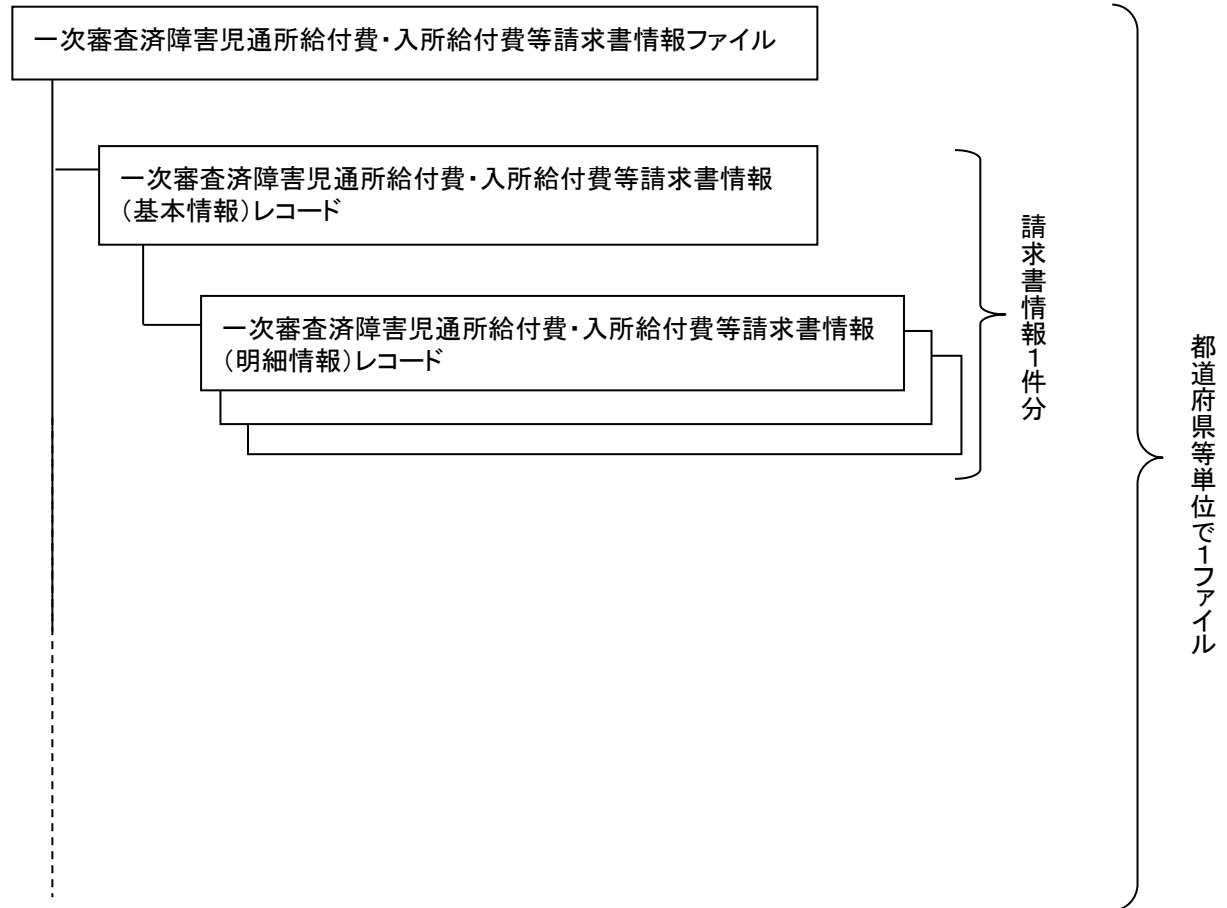 一次審査済障害児通所給付費・入所給付費等請求書情報ファイル
一次審査済障害児通所給付費・入所給付費等請求書情報
（基本情報）レコード
一次審査済障害児通所給付費・入所給付費等請求書情報
（明細情報）レコード
請求書情報１件分
都道府県等単位で１ファイル